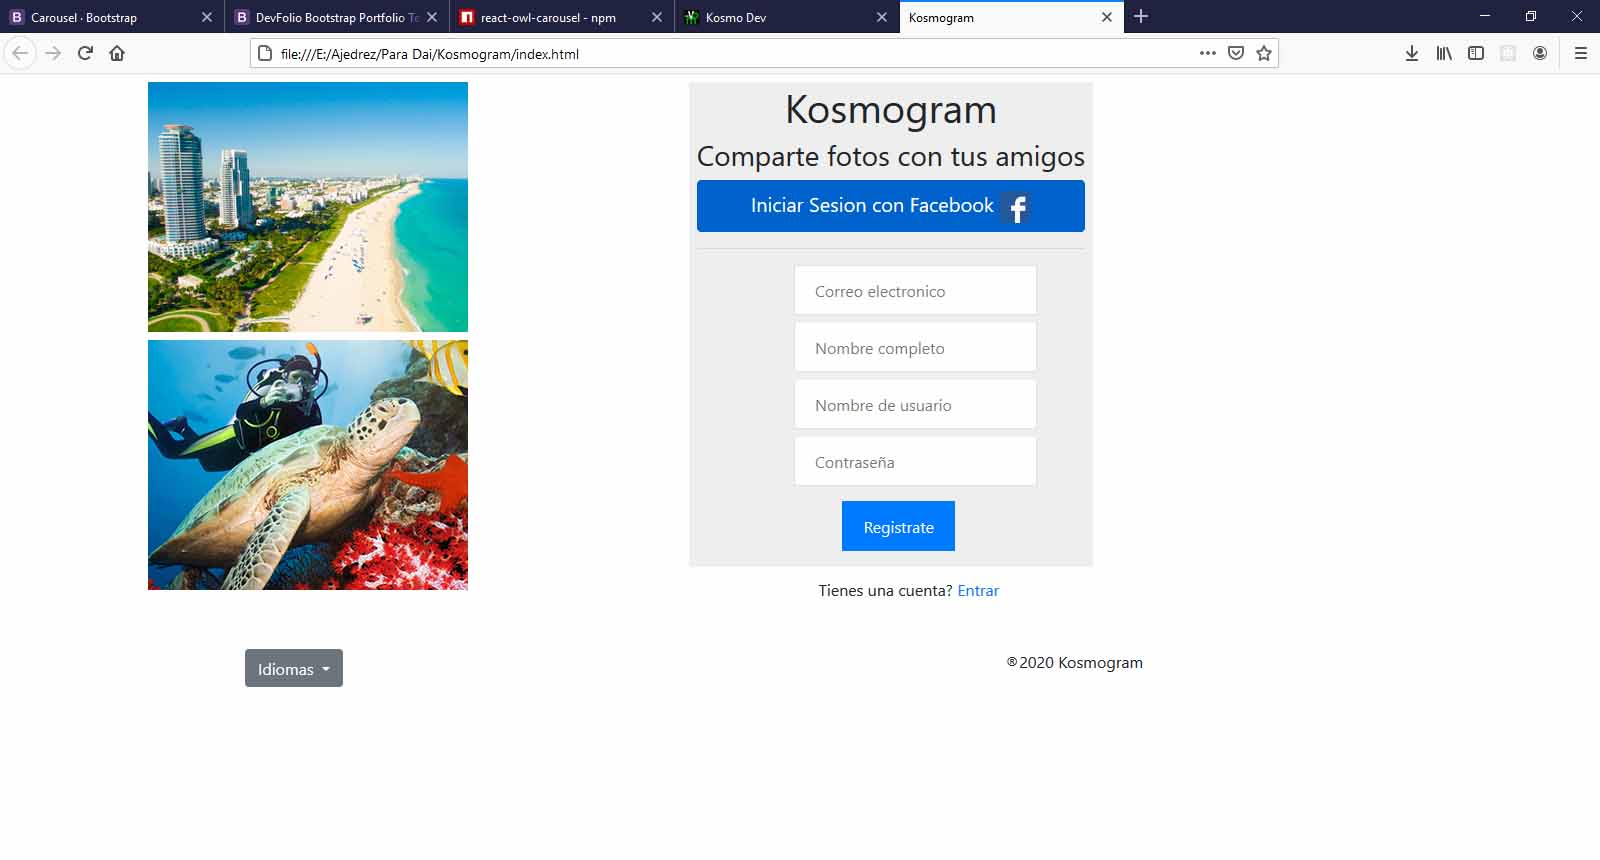 Carousel · Bootstrap
DevFolio Bootstrap Portfolio
react-owl-carousel - npm
Kosmo Dev
Kosmogram
file:///E:/Ajedrez/Para Dai/Kosmogram/index.html
Kosmogram
Comparte fotos con tus amigos
Iniciar Sesion con Facebook
Correo electronico
Nombre completo
Nombre de usuario
Contraseña
Registrate
Tienes una cuenta? Entrar
Idiomas
®2020 Kosmogram